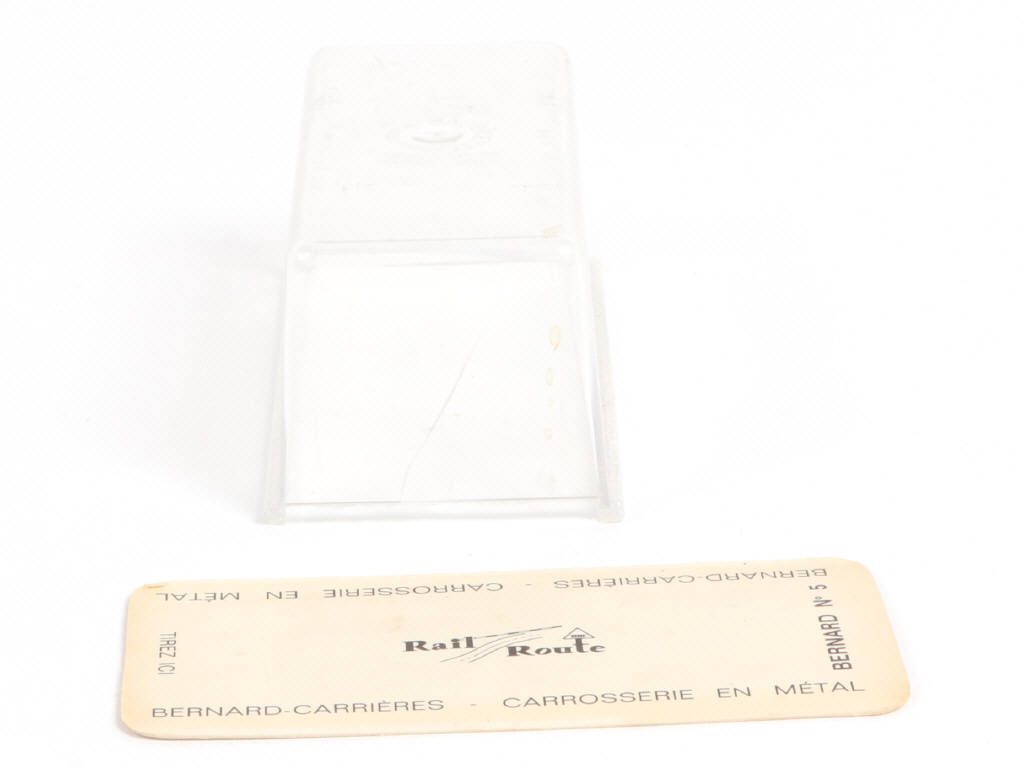 BERNARD-CARRIÈRES - CARROSSERIE EN MÉTAL
TIREZ ICI
Rail Route
BERNARD N° 5
BERNARD-CARRIÈRES - CARROSSERIE EN MÉTAL